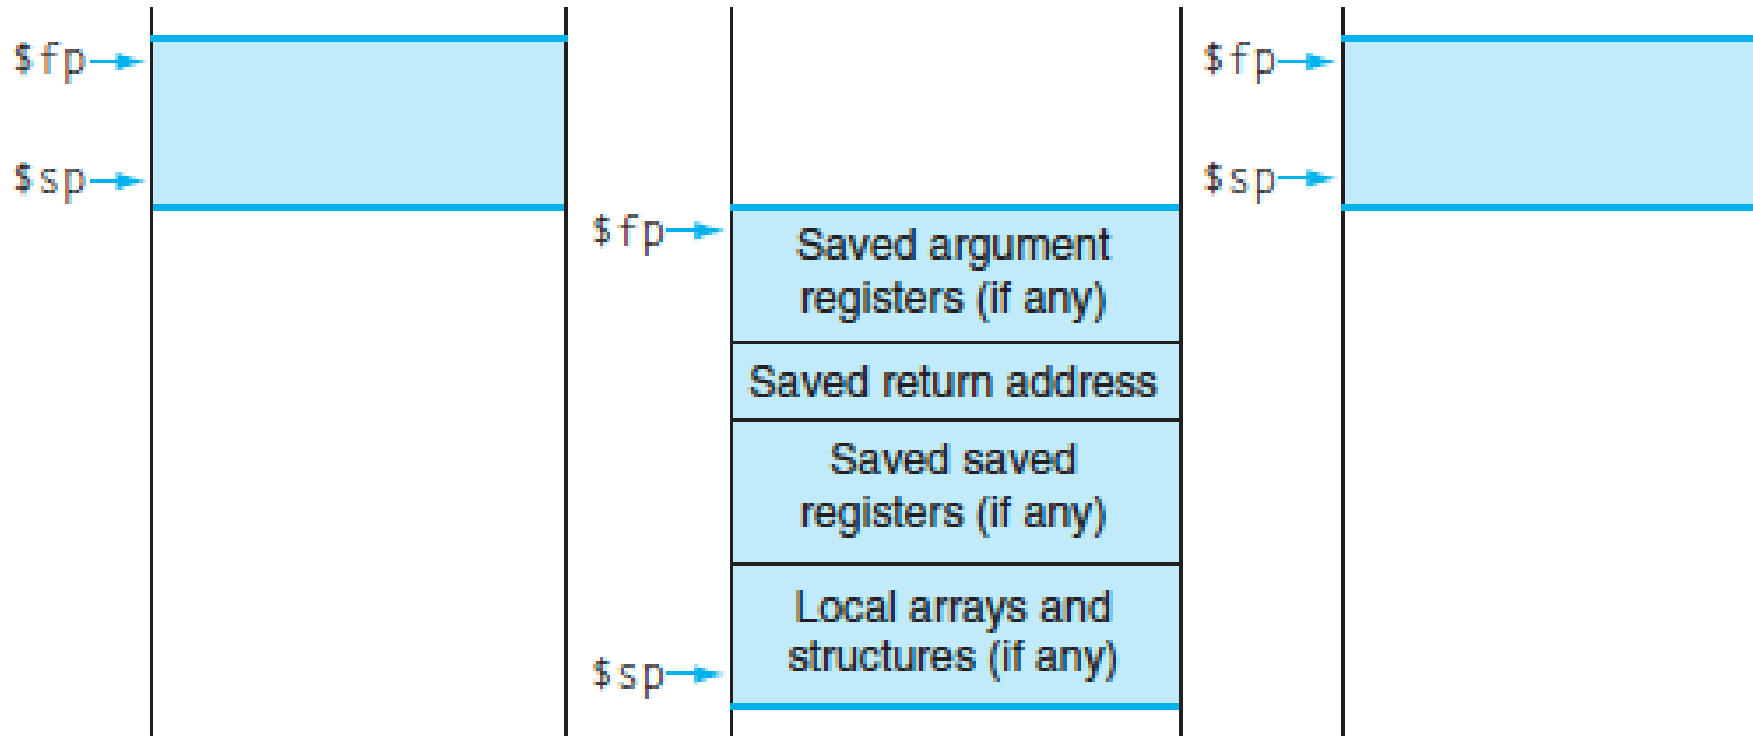 $fp
$sp
$fp
Saved argument
registers (if any)
Saved return address
Saved saved
registers (if any)
Local arrays and
structures (if any)
$sp
$fp
$sp